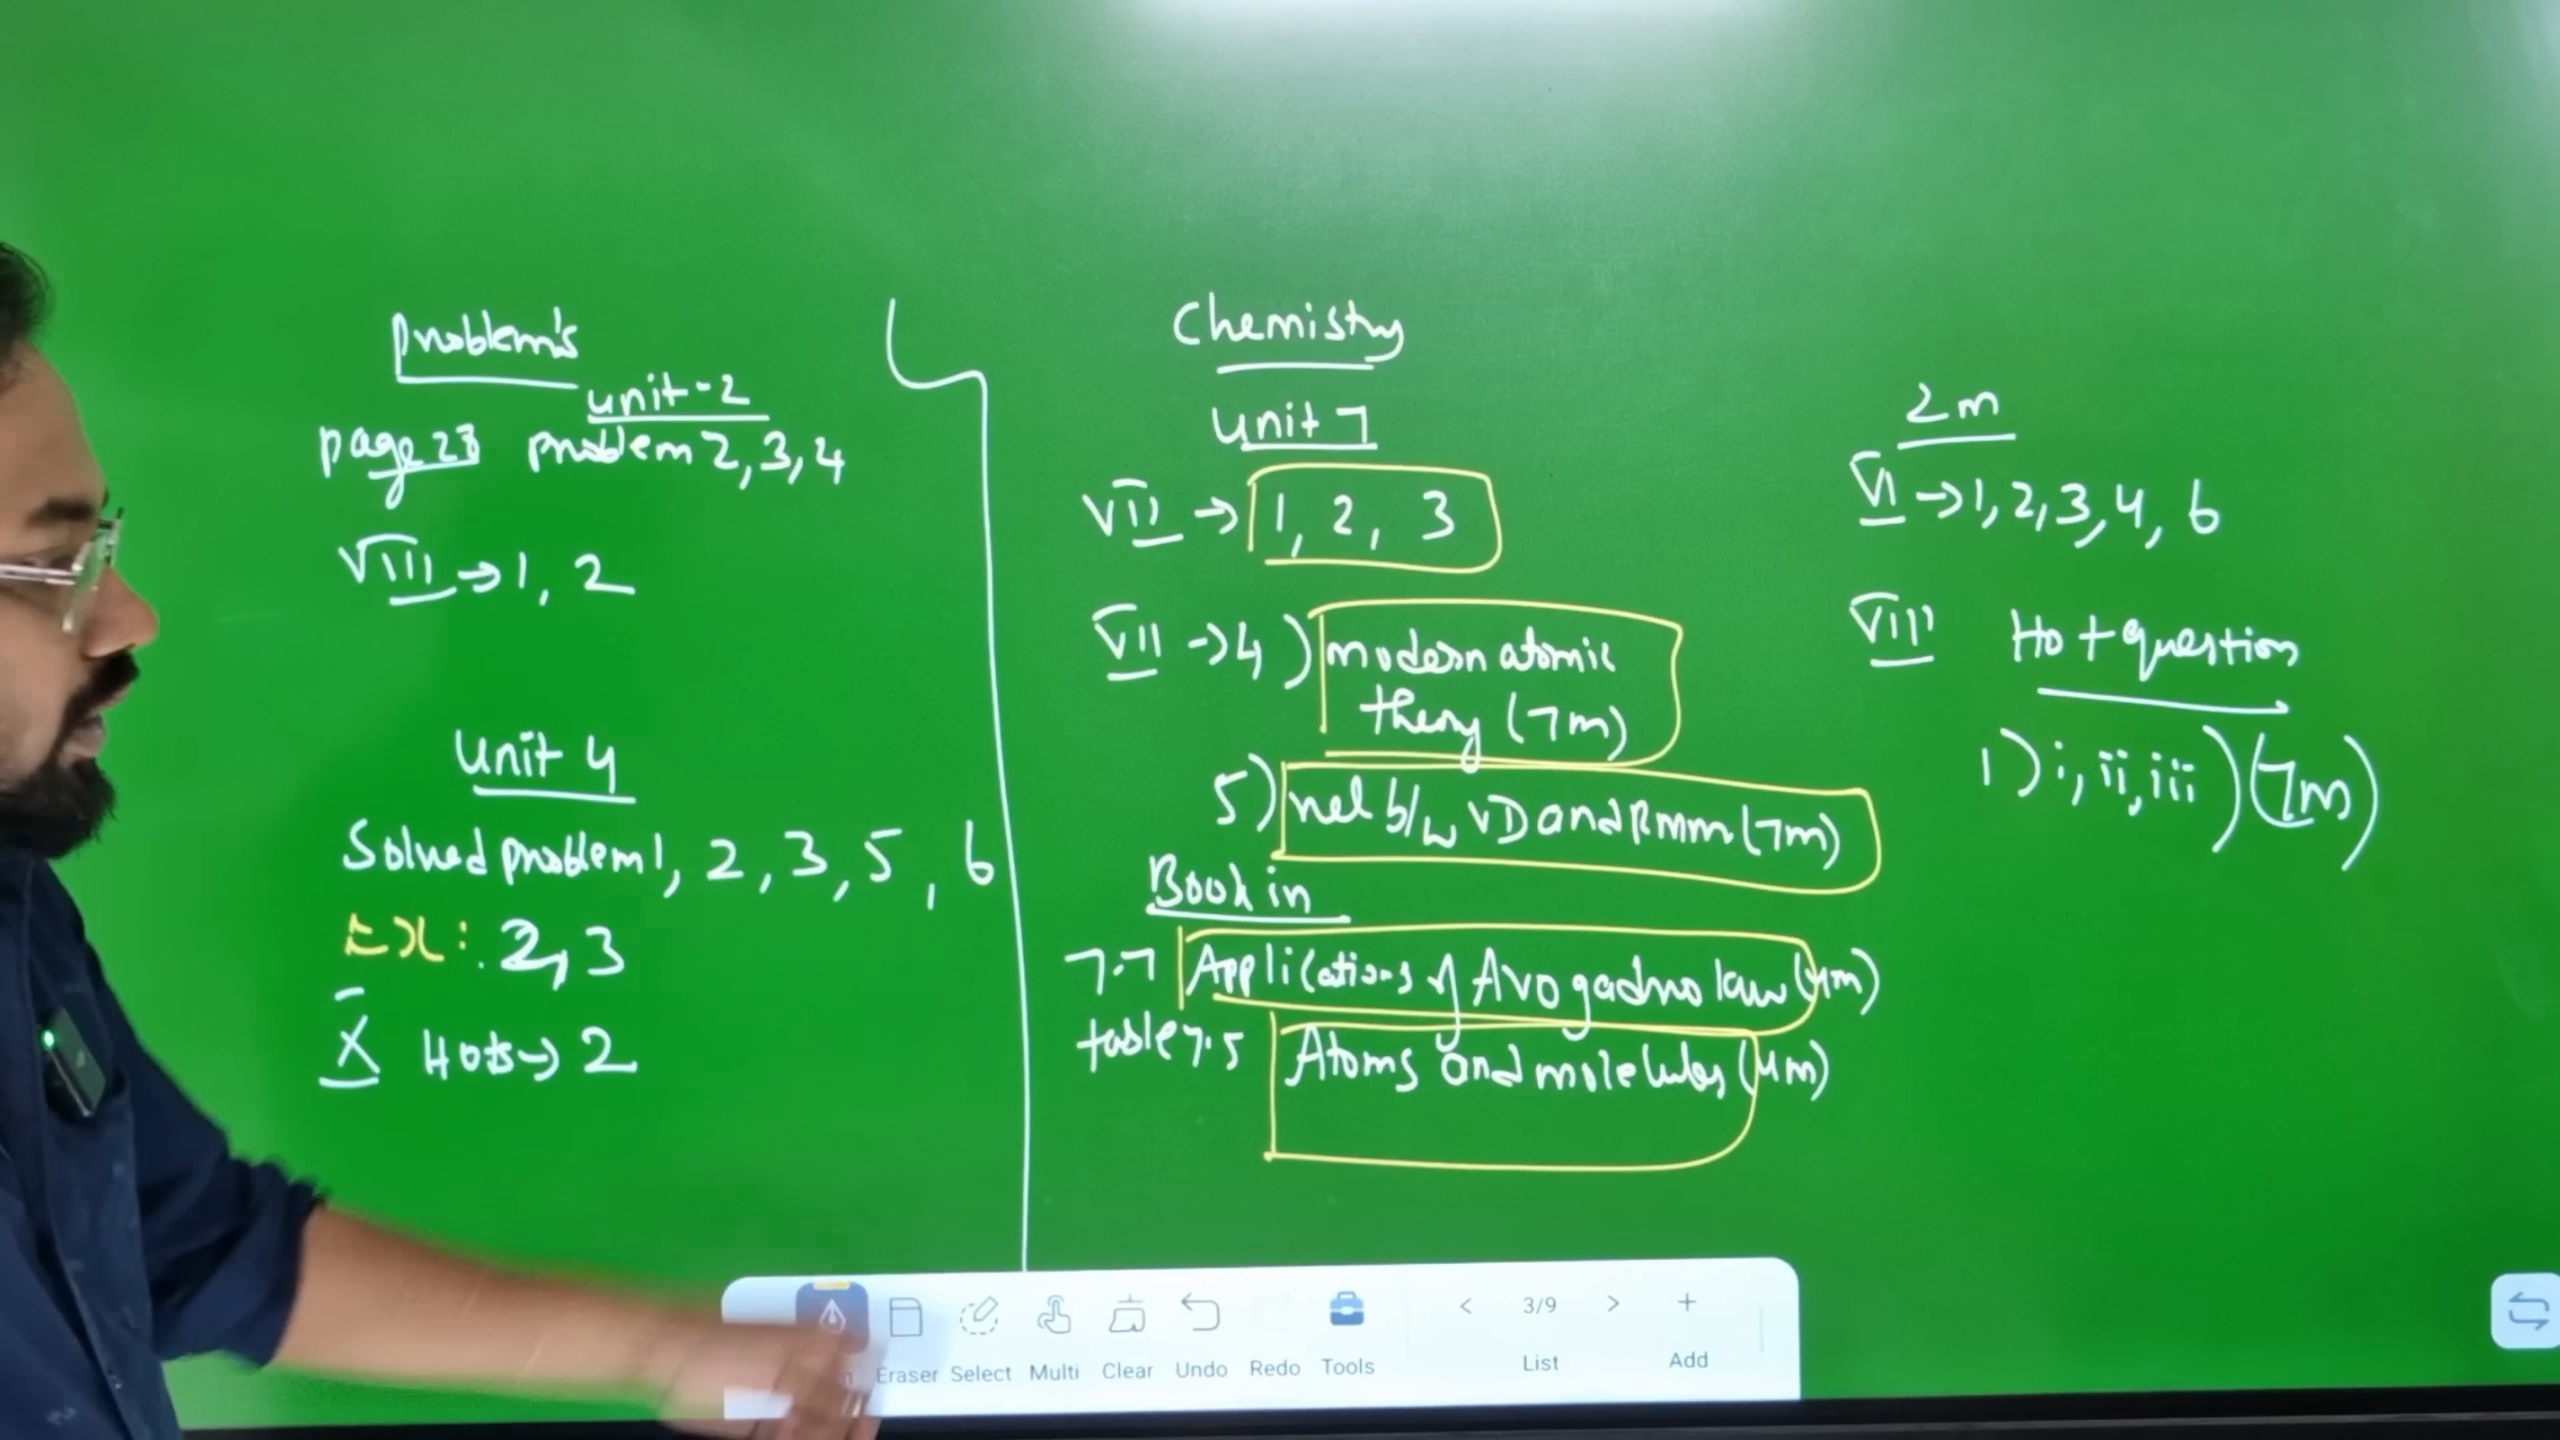 Problem's
unit-2
page 23 problem 2, 3, 4
VIII → 1, 2
Unit 4
Solved problem 1, 2, 3, 5, 6
Ex: 2, 3
X Hots → 2
Chemistry
Unit 7
VII → 1, 2, 3
VII → 4) modern atomic
theory (7m)
5) rel b/w VD and RMM (7m)
Book in
7.7 Applications of Avogadro law (4m)
table 7.5 Atoms and molecules (4m)
2m
VI → 1, 2, 3, 4, 6
VIII Hot question
1) i, ii, iii) (7m)
Eraser Select Multi Clear Undo Redo Tools
< 3/9 > +
List Add